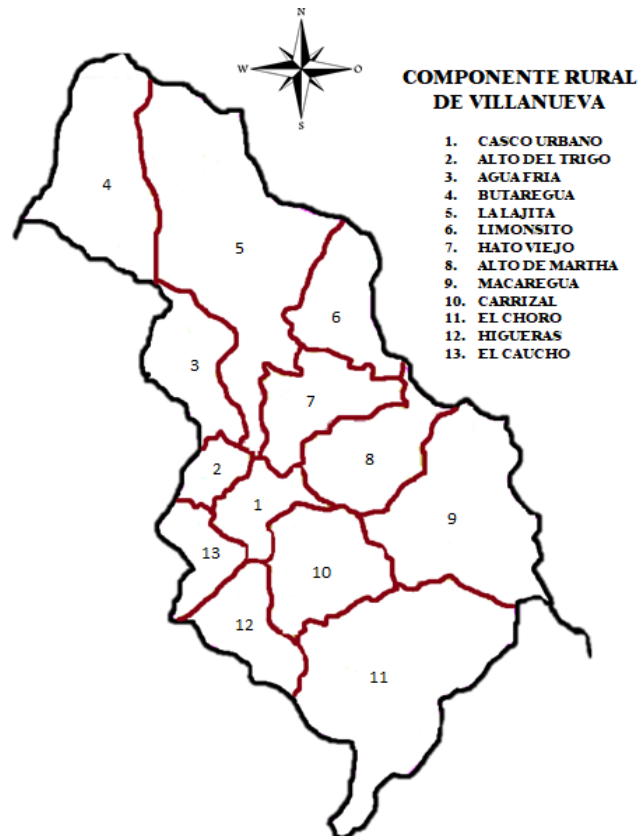 N
W
O
S
COMPONENTE RURAL
DE VILLANUEVA
1. CASCO URBANO
2. ALTO DEL TRIGO
3. AGUA FRIA
4. BUTAREGUA
5. LA LAJITA
6. LIMONSITO
7. HATO VIEJO
8. ALTO DE MARTHA
9. MACAREGUA
10. CARRIZAL
11. EL CHORO
12. HIGUERAS
13. EL CAUCHO
4
5
6
3
7
2
8
1
9
13
10
12
11